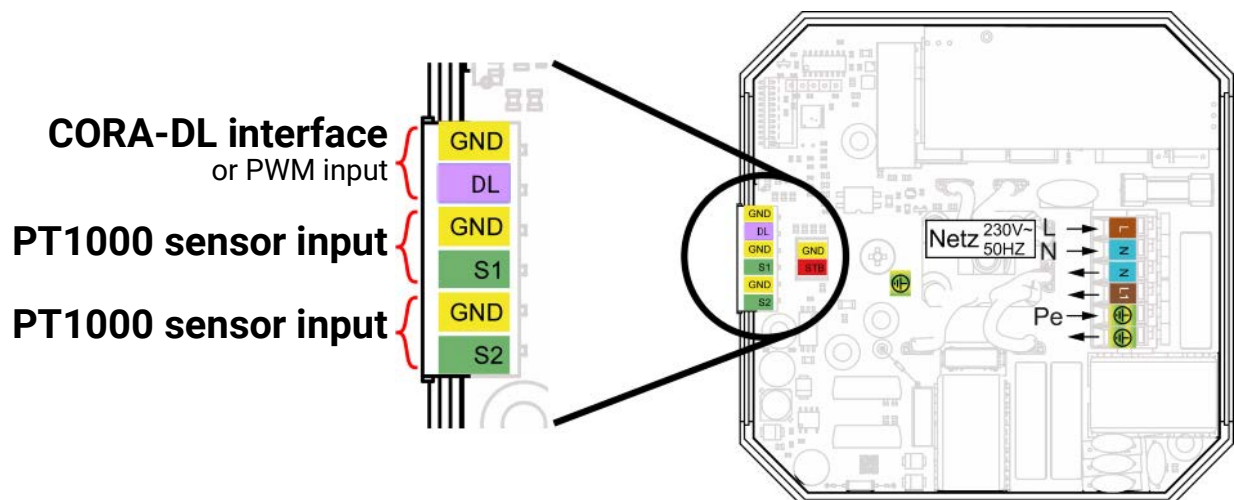 CORA-DL interface
or PWM input
PT1000 sensor input
PT1000 sensor input
GND
DL
GND
S1
GND
S2
GND
DL
GND
S1
GND
S2
GND
STB
Netz 230V~
50HZ
L
N
Pe
L
N
N
L1